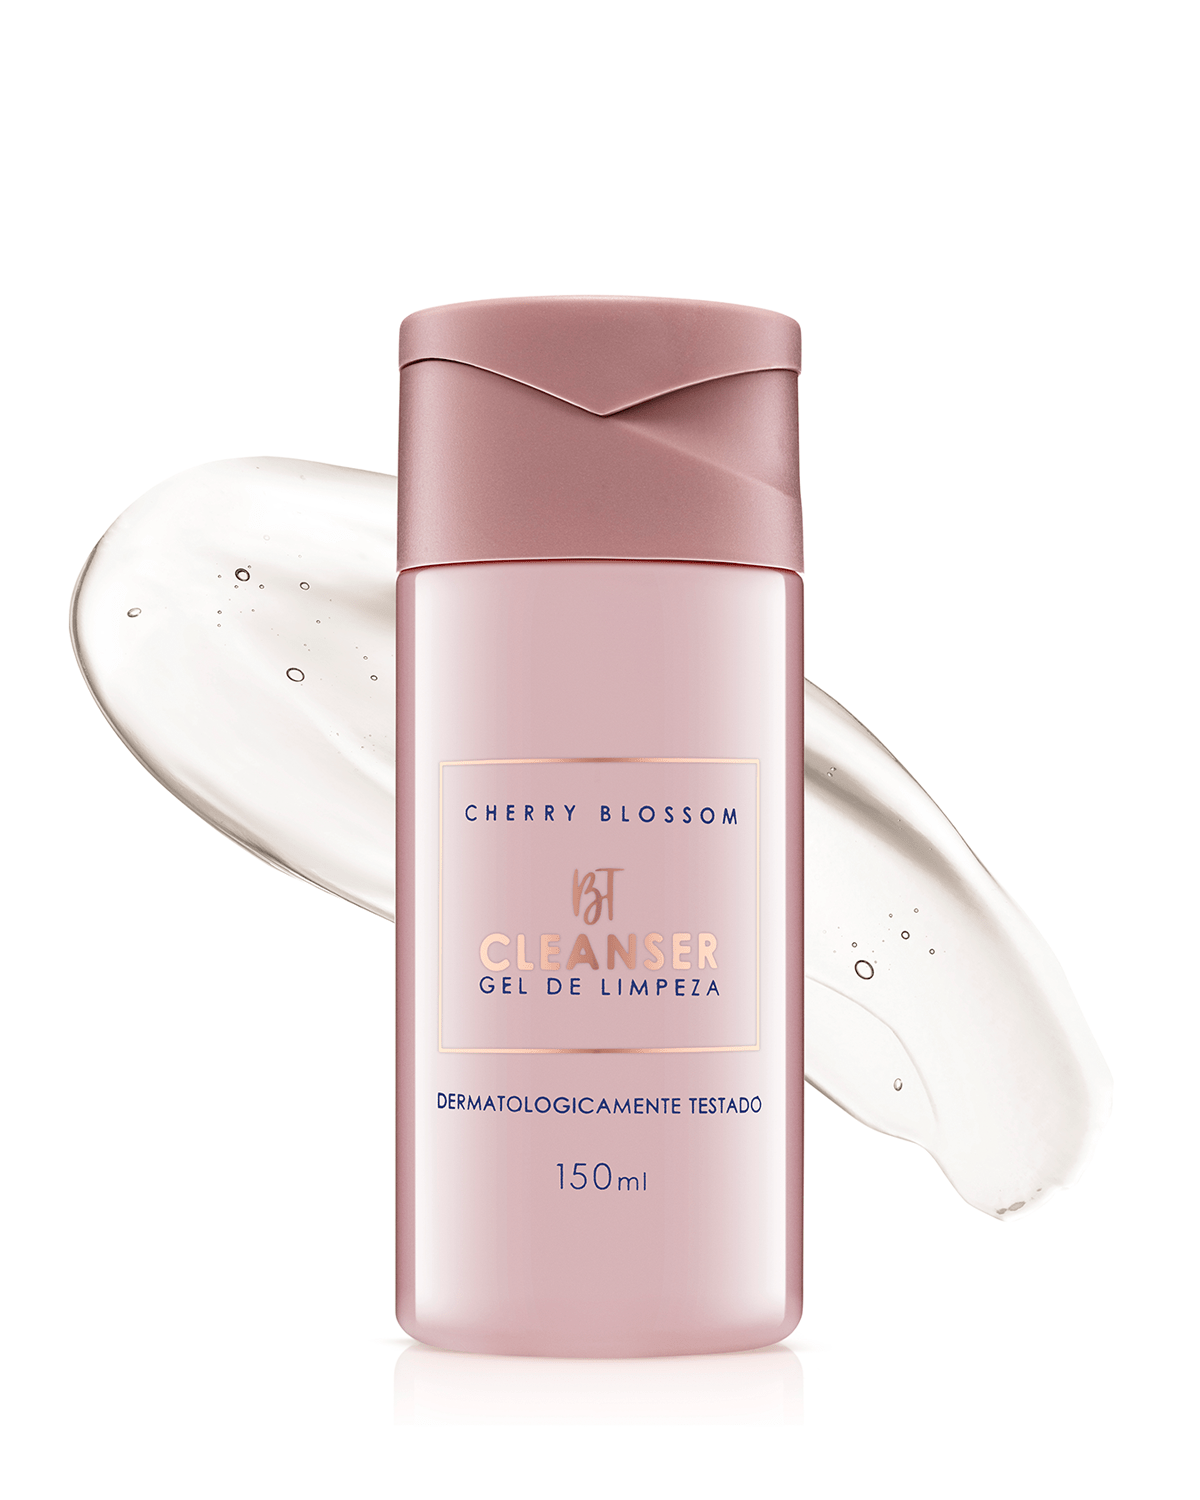 CHERRY BLOSSOM
BT
CLEANSER
GEL DE LIMPEZA
DERMATOLOGICAMENTE TESTADO
150ml